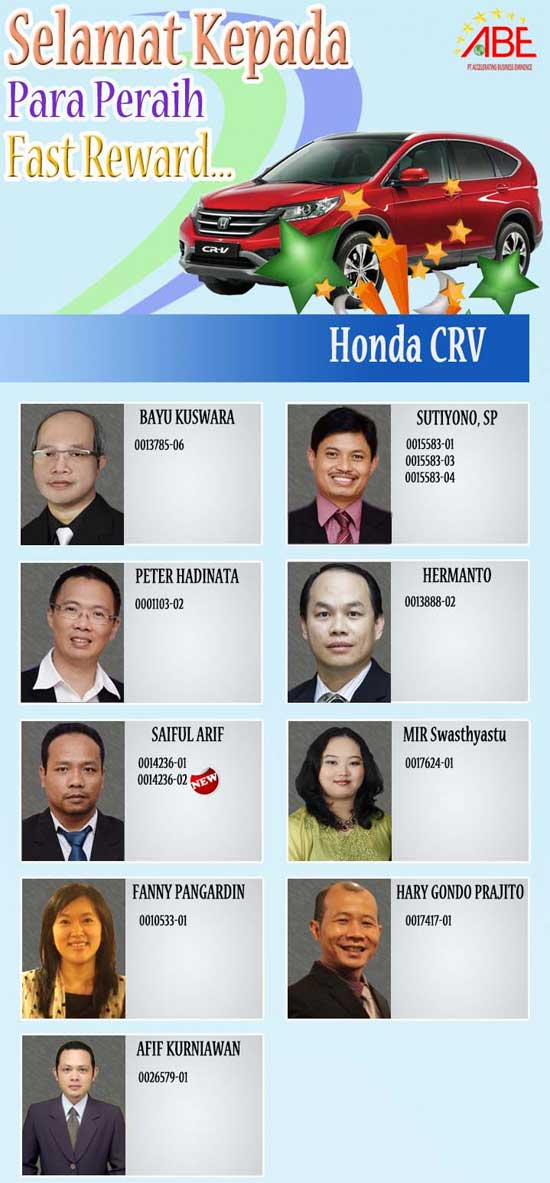 Selamat Kepada
Para Peraih
Fast Reward...
ABE
PT ACCELERATING BUSINESS EMINENCE
CR-V
Honda CRV
BAYU KUSWARA
0013785-06
SUTIYONO, SP
0015583-01
0015583-03
0015583-04
PETER HADINATA
0001103-02
HERMANTO
0013888-02
SAIFUL ARIF
0014236-01
0014236-02 NEW
MIR Swasthyastu
0017624-01
FANNY PANGARDIN
0010533-01
HARY GONDO PRAJITO
0017417-01
AFIF KURNIAWAN
0026579-01